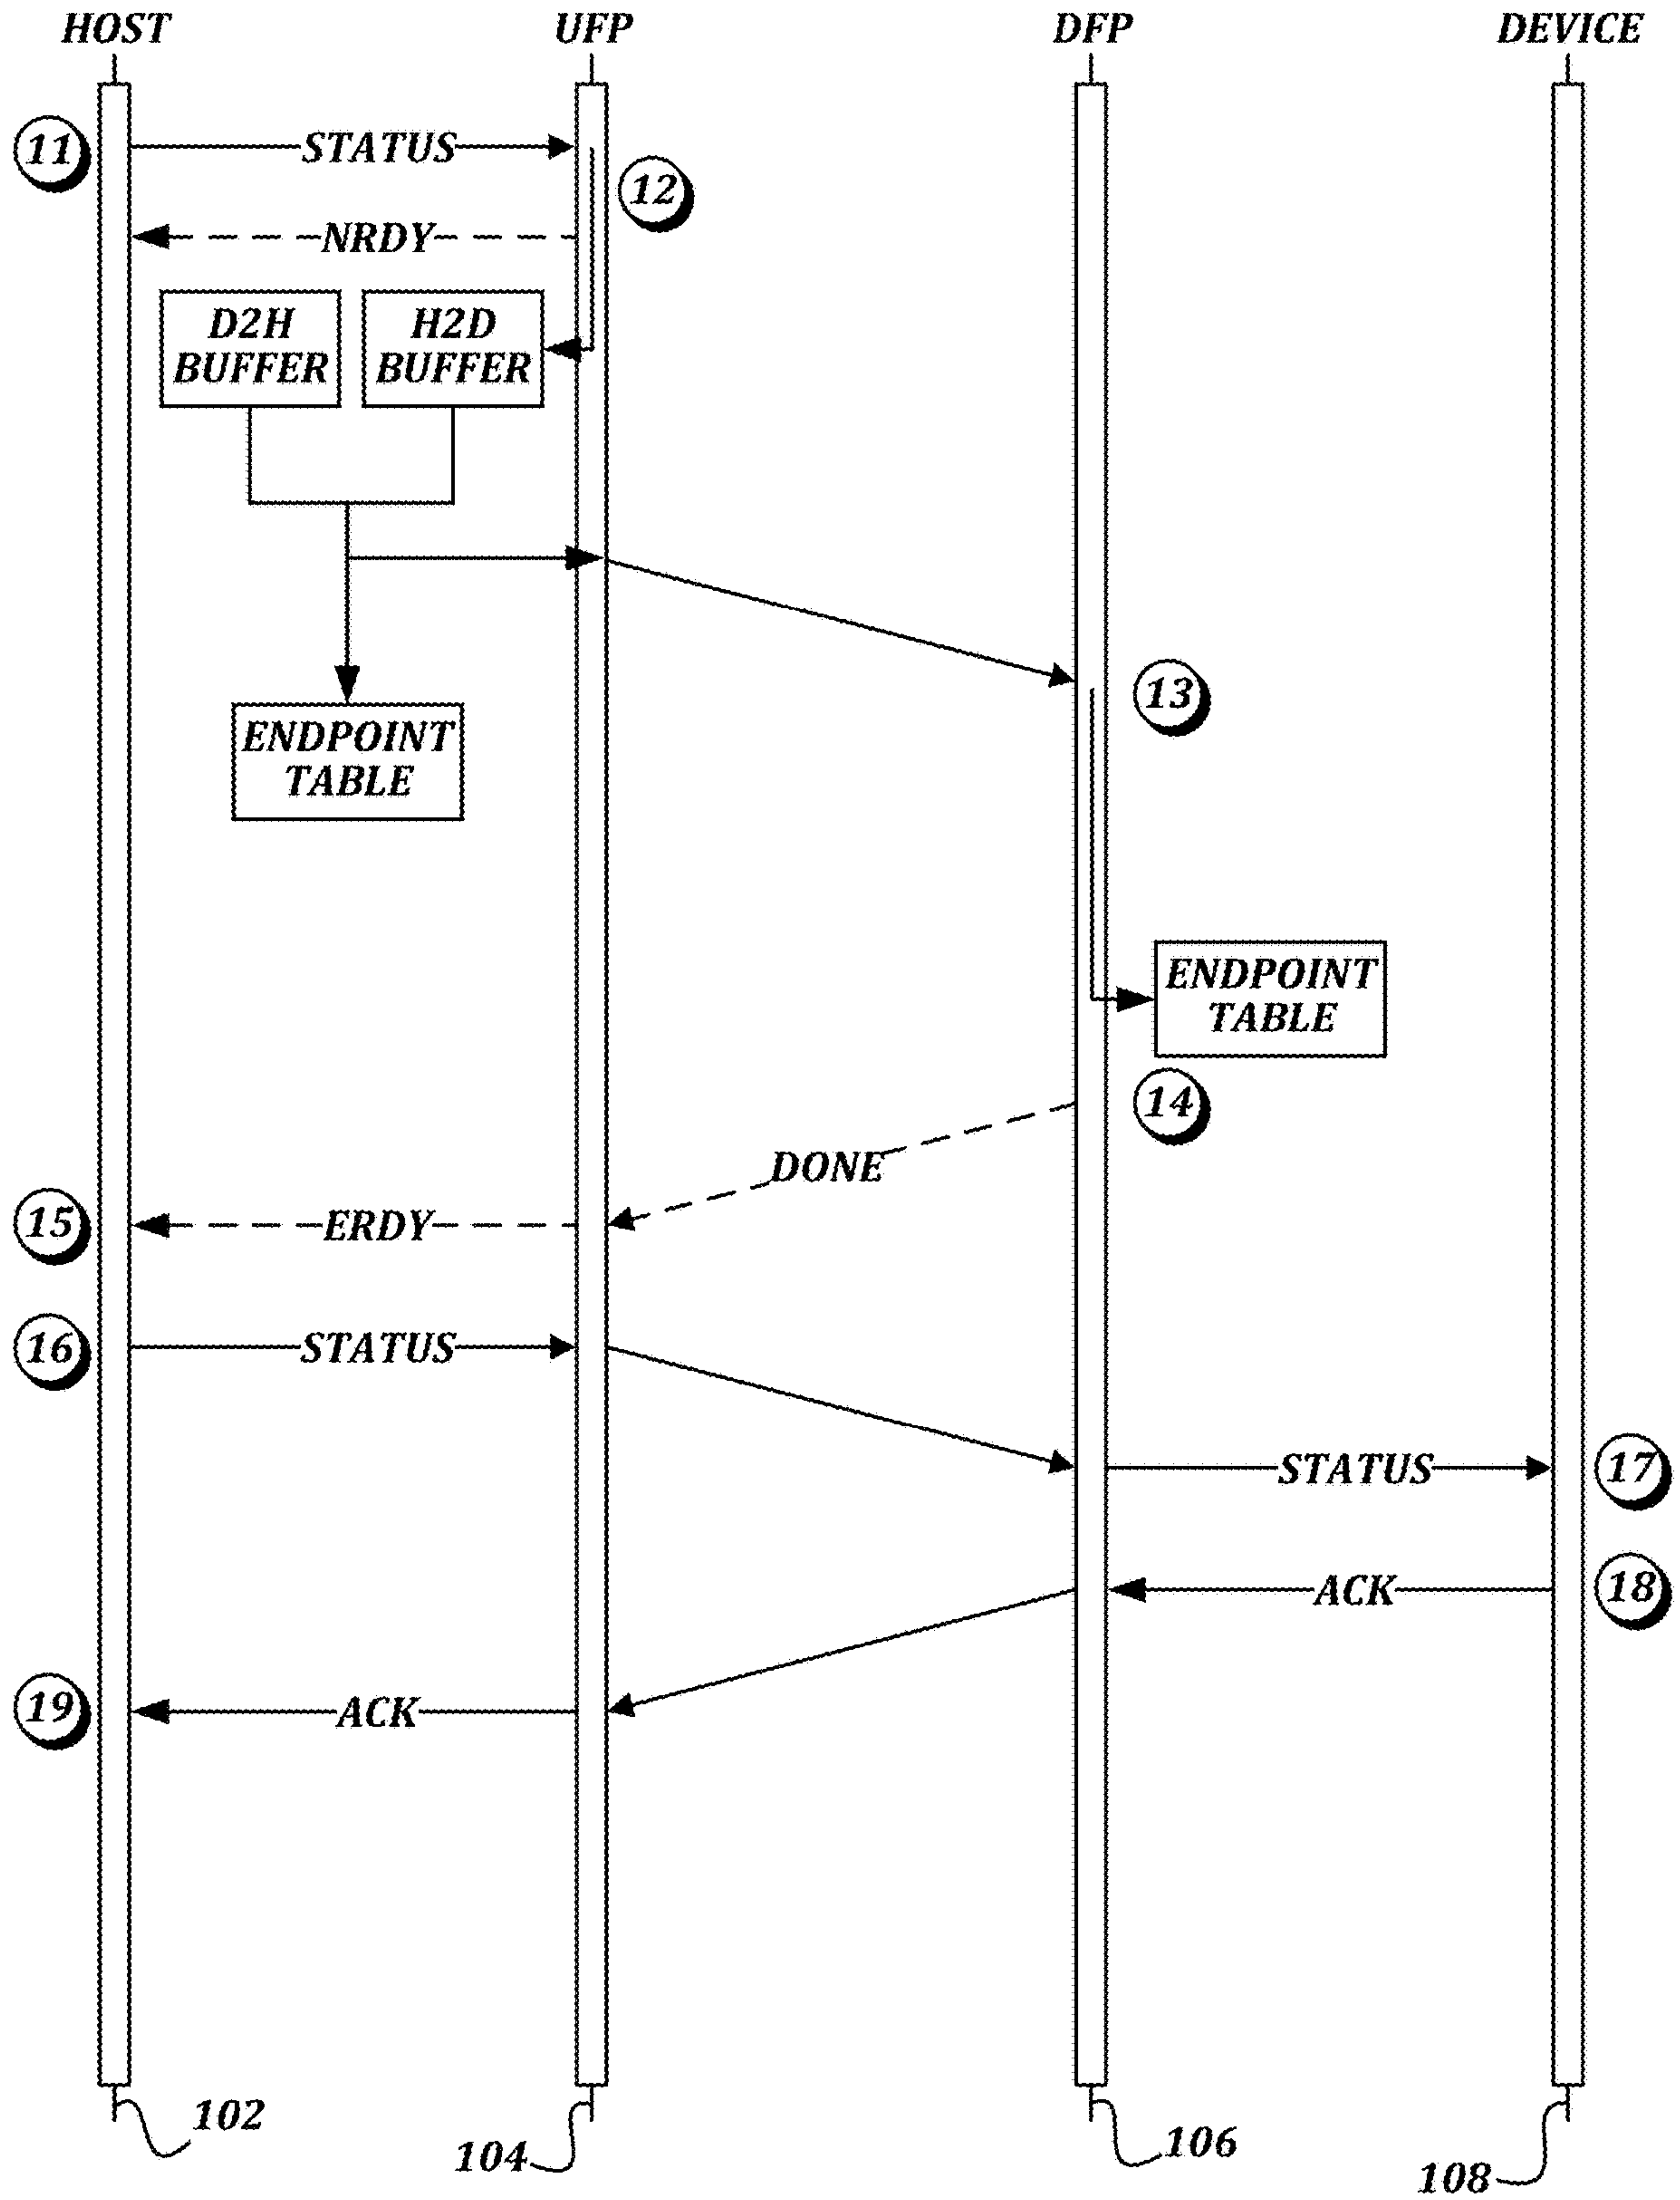 HOST
UFP
DFP
DEVICE
11
STATUS
12
NRDY
D2H
BUFFER
H2D
BUFFER
13
ENDPOINT
TABLE
ENDPOINT
TABLE
14
DONE
15
ERDY
16
STATUS
STATUS
17
ACK
18
19
ACK
102
104
106
108